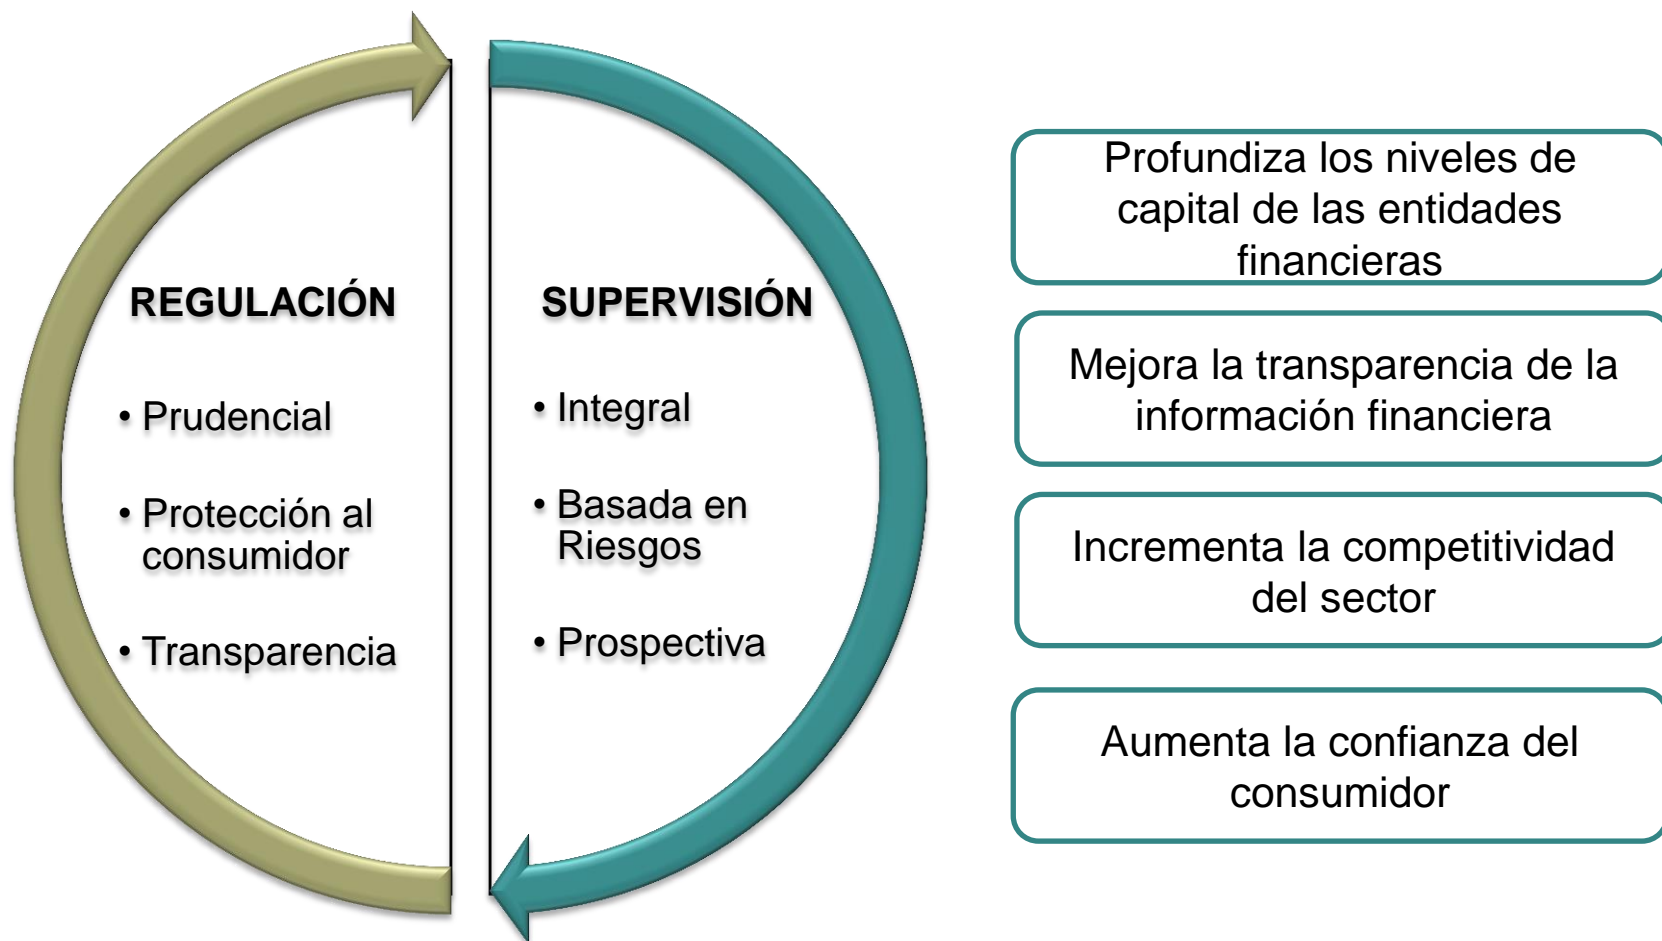 REGULACIÓN
• Prudencial
• Protección al
consumidor
• Transparencia
SUPERVISIÓN
• Integral
• Basada en
Riesgos
• Prospectiva
Profundiza los niveles de
capital de las entidades
financieras
Mejora la transparencia de la
información financiera
Incrementa la competitividad
del sector
Aumenta la confianza del
consumidor